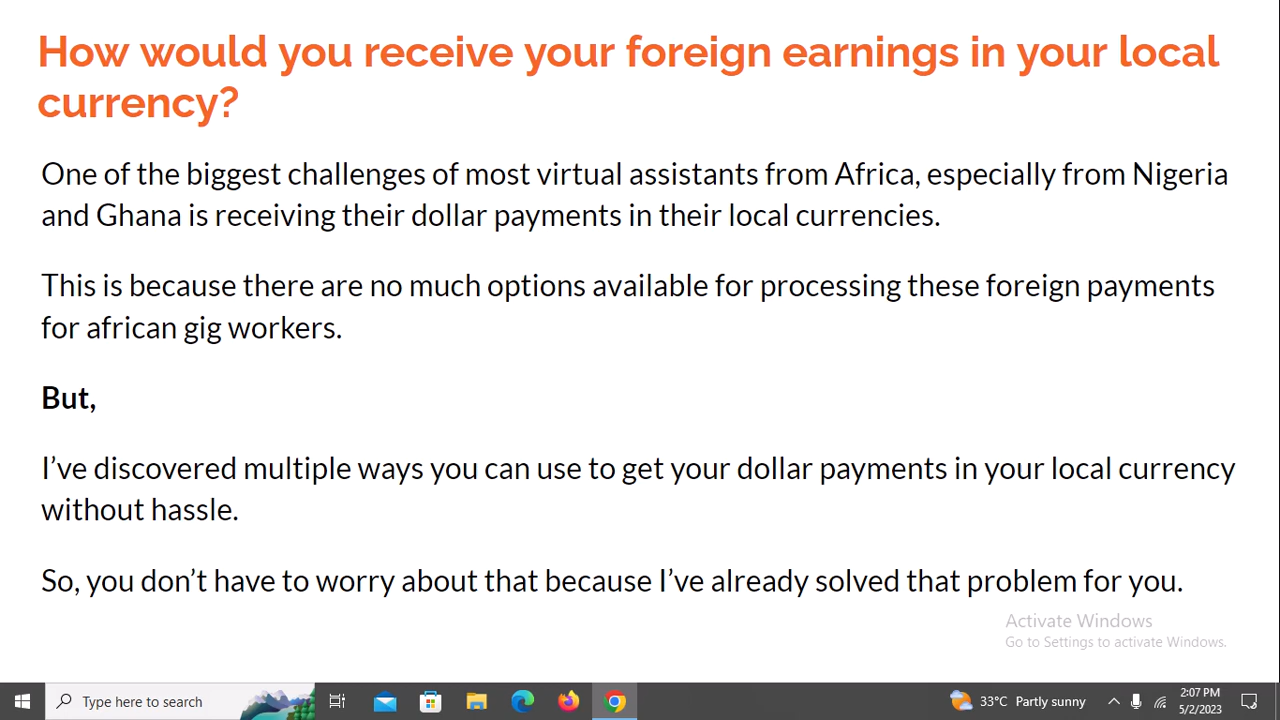 How would you receive your foreign earnings in your local
currency?
One of the biggest challenges of most virtual assistants from Africa, especially from Nigeria
and Ghana is receiving their dollar payments in their local currencies.
This is because there are no much options available for processing these foreign payments
for african gig workers.
But,
I’ve discovered multiple ways you can use to get your dollar payments in your local currency
without hassle.
So, you don’t have to worry about that because I’ve already solved that problem for you.
Activate Windows
Go to Settings to activate Windows.
Type here to search
33°C Partly sunny
2:07 PM
5/2/2023